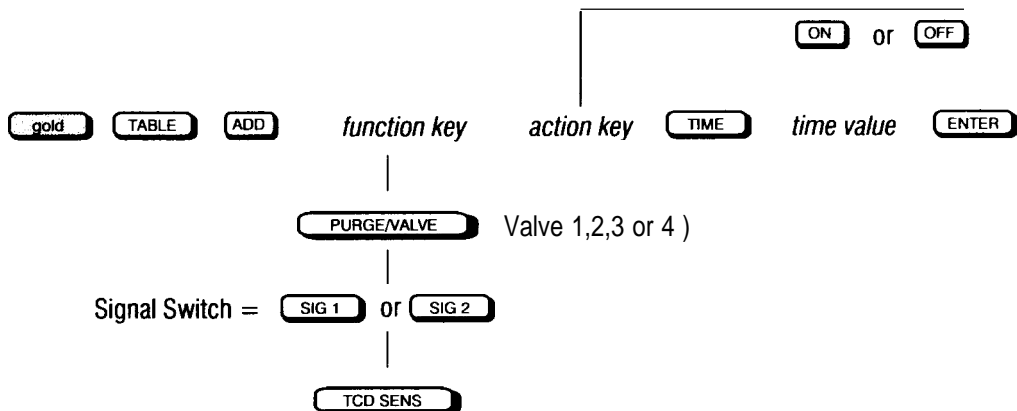 ON or OFF
gold TABLE ADD function key action key TIME time value ENTER
PURGE/VALVE Valve 1,2,3 or 4 )
Signal Switch = SIG 1 or SIG 2
TCD SENS